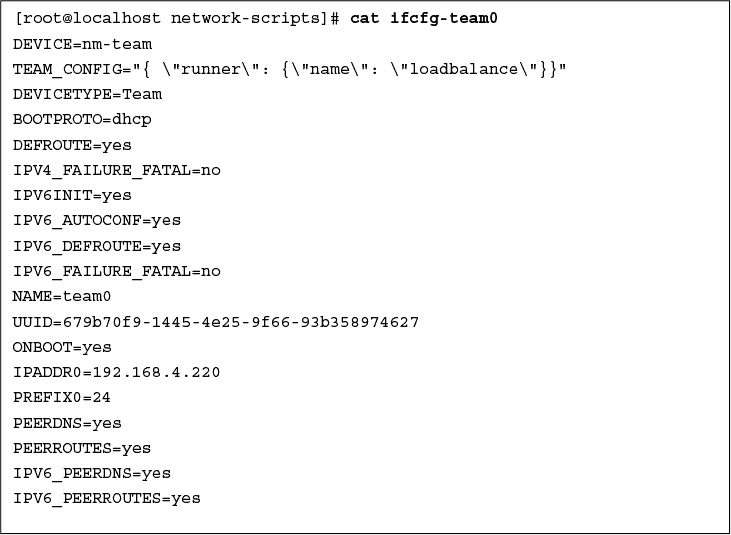 [root@localhost network-scripts]# cat ifcfg-team0
DEVICE=nm-team
TEAM_CONFIG="{ \"runner\": {\"name\": \"loadbalance\"}}"
DEVICETYPE=Team
BOOTPROTO=dhcp
DEFROUTE=yes
IPV4_FAILURE_FATAL=no
IPV6INIT=yes
IPV6_AUTOCONF=yes
IPV6_DEFROUTE=yes
IPV6_FAILURE_FATAL=no
NAME=team0
UUID=679b70f9-1445-4e25-9f66-93b358974627
ONBOOT=yes
IPADDR0=192.168.4.220
PREFIX0=24
PEERDNS=yes
PEERROUTES=yes
IPV6_PEERDNS=yes
IPV6_PEERROUTES=yes